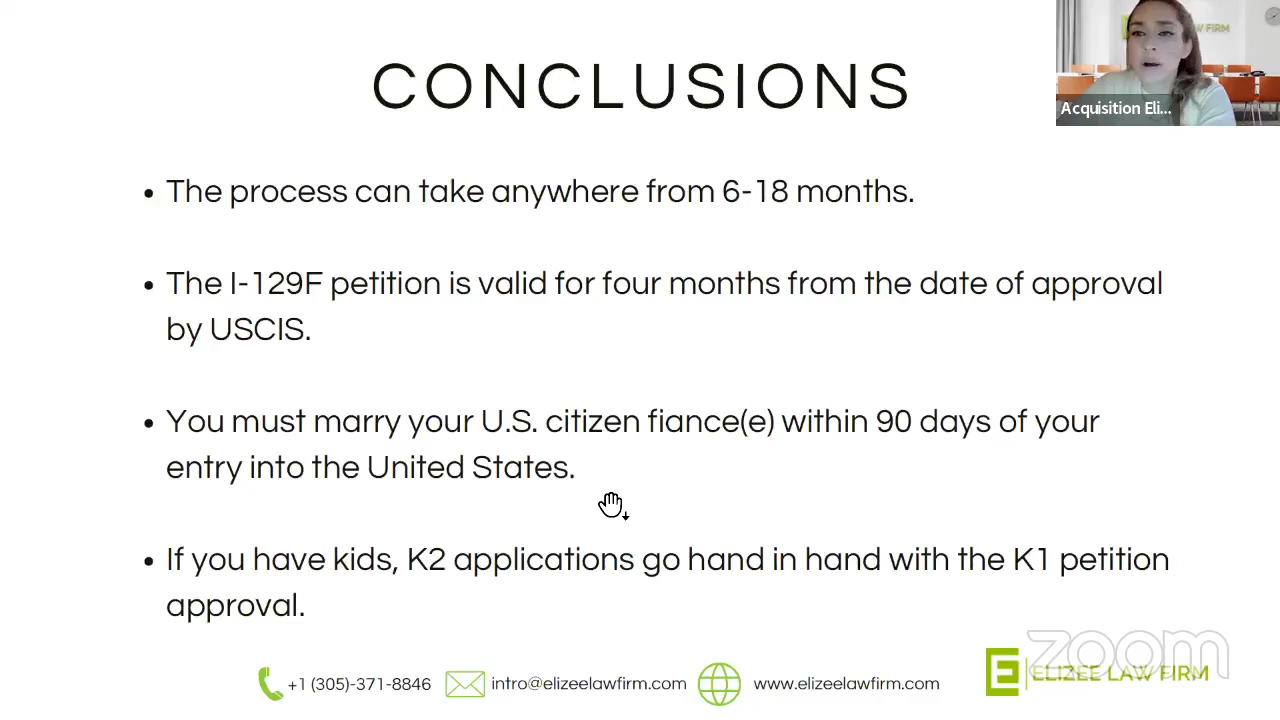 CONCLUSIONS
LAW FIRM
Acquisition Eli...
• The process can take anywhere from 6-18 months.
• The I-129F petition is valid for four months from the date of approval
by USCIS.
• You must marry your U.S. citizen fiance(e) within 90 days of your
entry into the United States.
• If you have kids, K2 applications go hand in hand with the K1 petition
approval.
zoom
+1 (305)-371-8846 intro@elizeelawfirm.com www.elizeelawfirm.com
E ELIZEE LAW FIRM